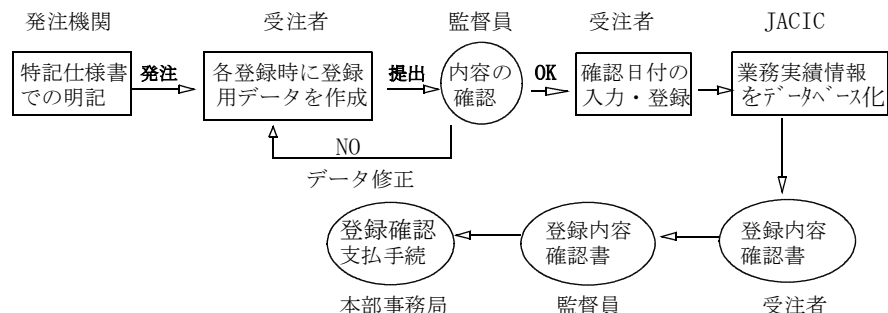 発注機関
受注者
監督員
受注者
JACIC
特記仕様書
での明記
発注
各登録時に登録
用データを作成
提出
内容の
確認
OK
確認日付の
入力・登録
業務実績情報
をﾃﾞｰﾀﾍﾞｰｽ化
NO
データ修正
登録確認
支払手続
登録内容
確認書
登録内容
確認書
本部事務局
監督員
受注者